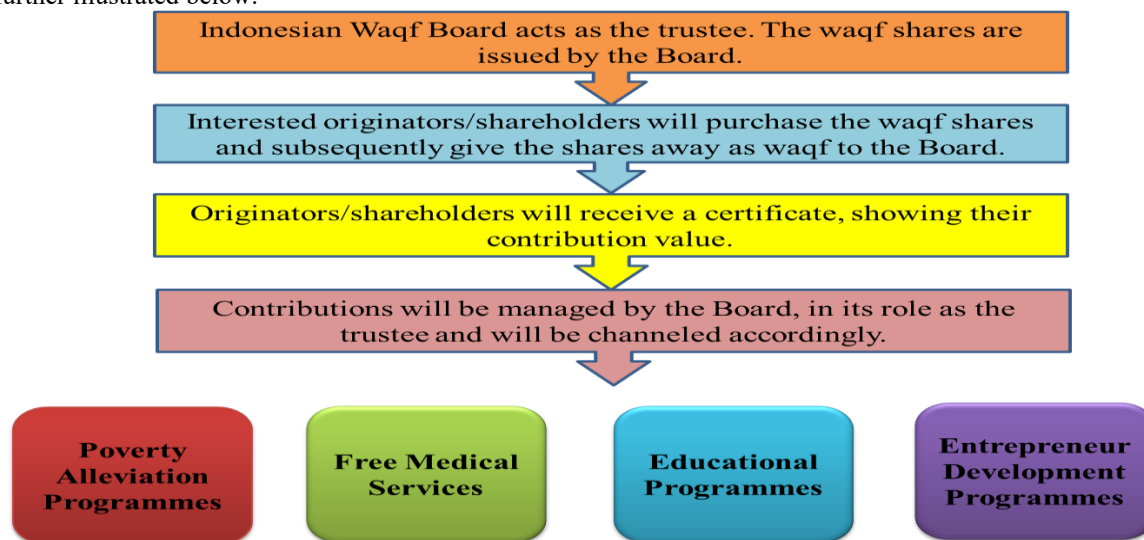 further illustrated below.
Indonesian Waqf Board acts as the trustee. The waqf shares are
issued by the Board.
Interested originators/shareholders will purchase the waqf shares
and subsequently give the shares away as waqf to the Board.
Originators/shareholders will receive a certificate, showing their
contribution value.
Contributions will be managed by the Board, in its role as the
trustee and will be channeled accordingly.
Poverty
Alleviation
Programmes
Free Medical
Services
Educational
Programmes
Entrepreneur
Development
Programmes